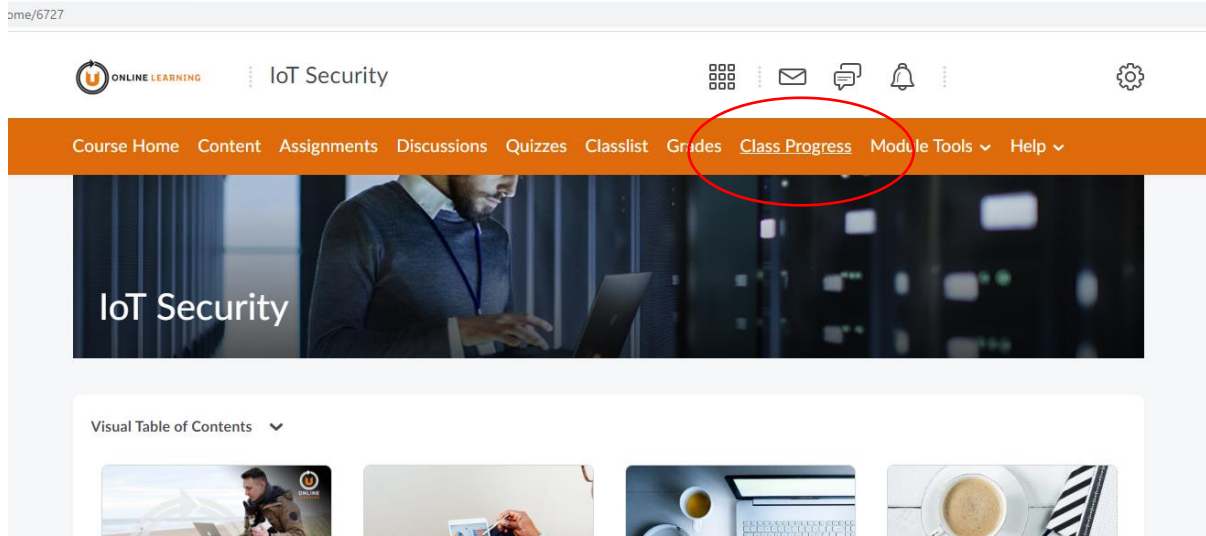 ome/6727
U ONLINE LEARNING IoT Security
Course Home Content Assignments Discussions Quizzes Classlist Grades Class Progress Module Tools Help
IoT Security
Visual Table of Contents
U
ONLINE